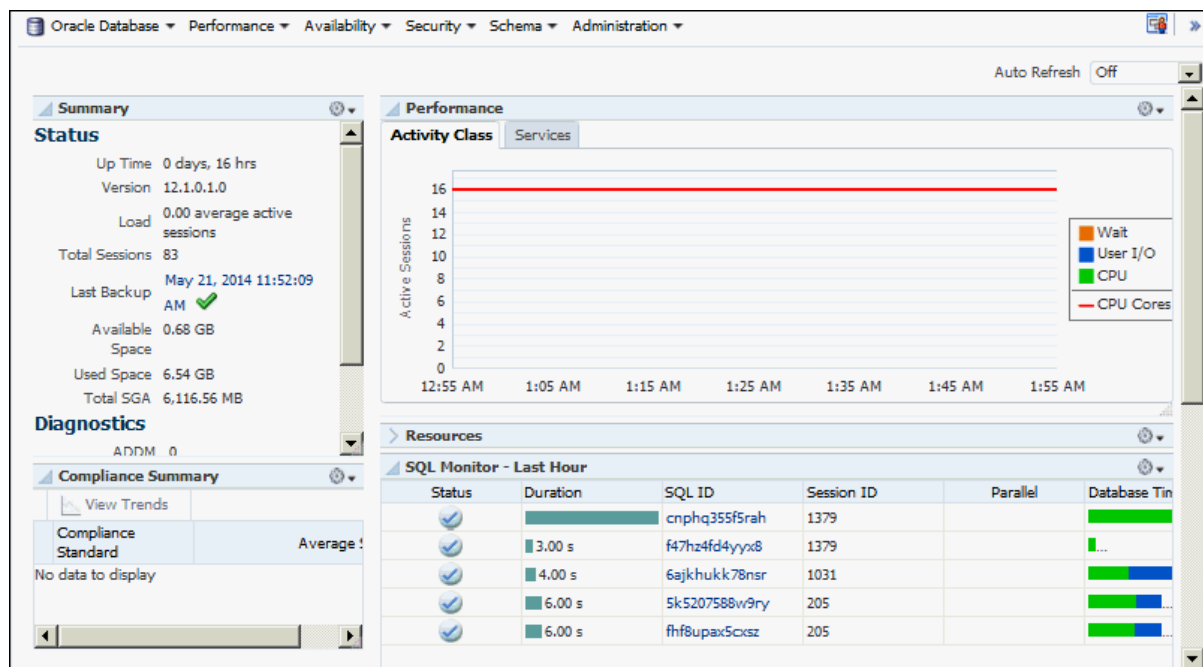 Oracle Database Performance Availability Security Schema Administration
Auto Refresh Off
Summary
Status
Up Time 0 days, 16 hrs
Version 12.1.0.1.0
Load 0.00 average active
sessions
Total Sessions 83
Last Backup May 21, 2014 11:52:09
AM
Available 0.68 GB
Space
Used Space 6.54 GB
Total SGA 6,116.56 MB
Diagnostics
ADDM 0
Compliance Summary
View Trends
Compliance
Standard
Average
No data to display
Performance
Activity Class Services
Active Sessions
16
14
12
10
8
6
4
2
0
12:55 AM 1:05 AM 1:15 AM 1:25 AM 1:35 AM 1:45 AM 1:55 AM
Wait
User I/O
CPU
CPU Cores
Resources
SQL Monitor - Last Hour
Status Duration SQL ID Session ID Parallel Database Tim
cnphq355f5rah 1379
3.00 s f47hz4fd4yyx8 1379 ...
4.00 s 6ajkhukk78nsr 1031
6.00 s 5k5207588w9ry 205 ...
6.00 s fhf8upax5cxsz 205 ...